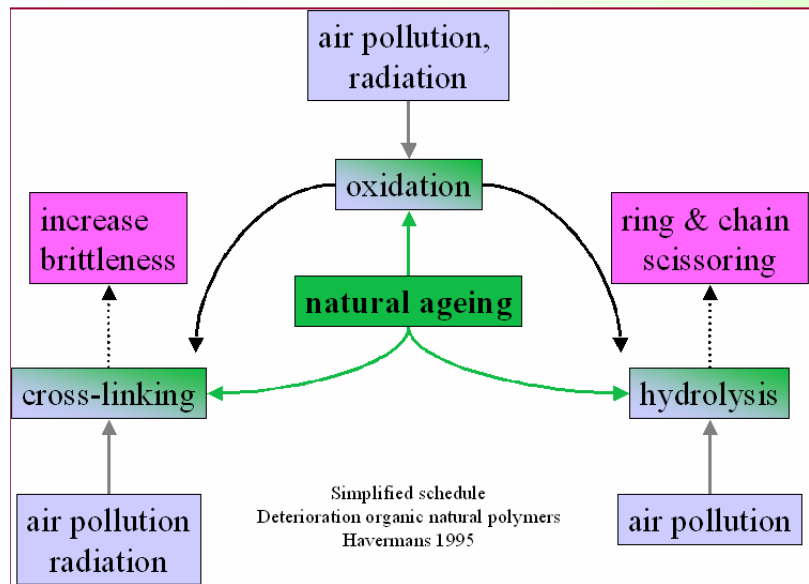 air pollution,
radiation
oxidation
increase
brittleness
ring & chain
scissoring
natural ageing
cross-linking
hydrolysis
air pollution
radiation
Simplified schedule
Deterioration organic natural polymers
Havermans 1995
air pollution